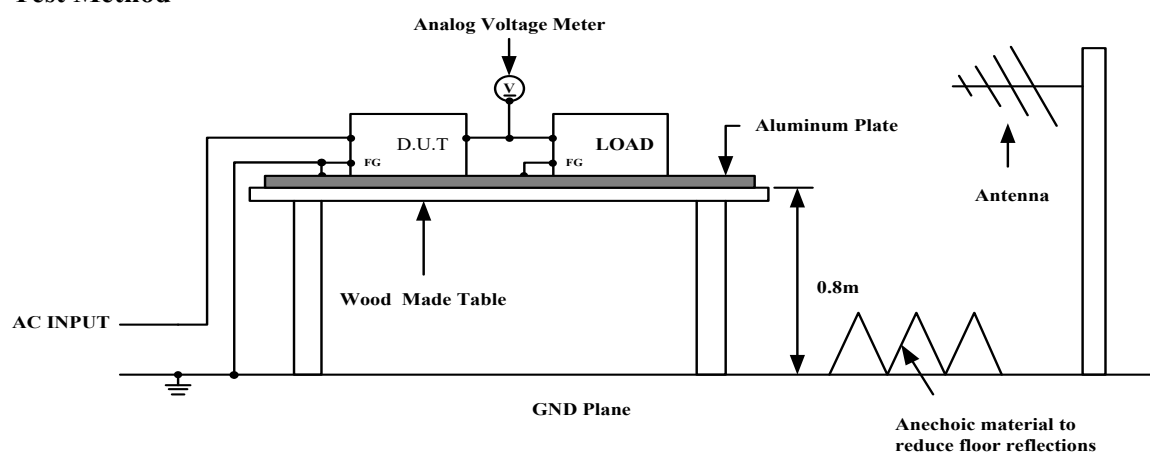 Test Method
Analog Voltage Meter
V
D.U.T
LOAD
Aluminum Plate
FG
FG
Antenna
Wood Made Table
0.8m
AC INPUT
GND Plane
Anechoic material to
reduce floor reflections